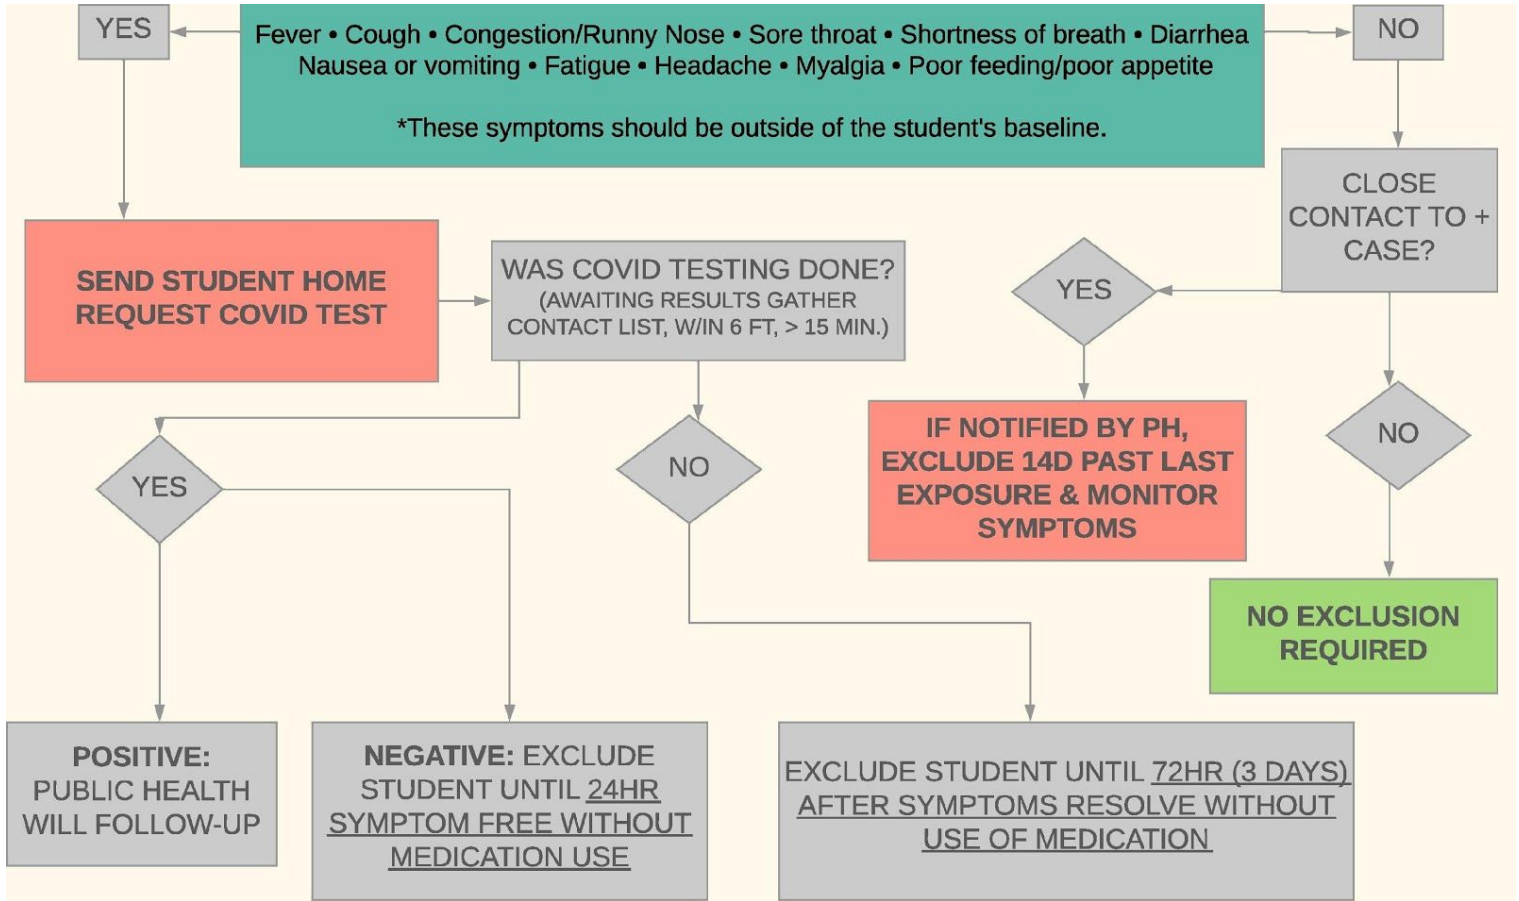 YES
Fever • Cough • Congestion/Runny Nose • Sore throat • Shortness of breath • Diarrhea
Nausea or vomiting • Fatigue • Headache • Myalgia • Poor feeding/poor appetite
*These symptoms should be outside of the student's baseline.
NO
CLOSE
CONTACT TO +
CASE?
SEND STUDENT HOME
REQUEST COVID TEST
WAS COVID TESTING DONE?
(AWAITING RESULTS GATHER
CONTACT LIST, W/IN 6 FT, > 15 MIN.)
YES
IF NOTIFIED BY PH,
EXCLUDE 14D PAST LAST
EXPOSURE & MONITOR
SYMPTOMS
NO
YES
NO
NO EXCLUSION
REQUIRED
POSITIVE:
PUBLIC HEALTH
WILL FOLLOW-UP
NEGATIVE: EXCLUDE
STUDENT UNTIL 24HR
SYMPTOM FREE WITHOUT
MEDICATION USE
EXCLUDE STUDENT UNTIL 72HR (3 DAYS)
AFTER SYMPTOMS RESOLVE WITHOUT
USE OF MEDICATION